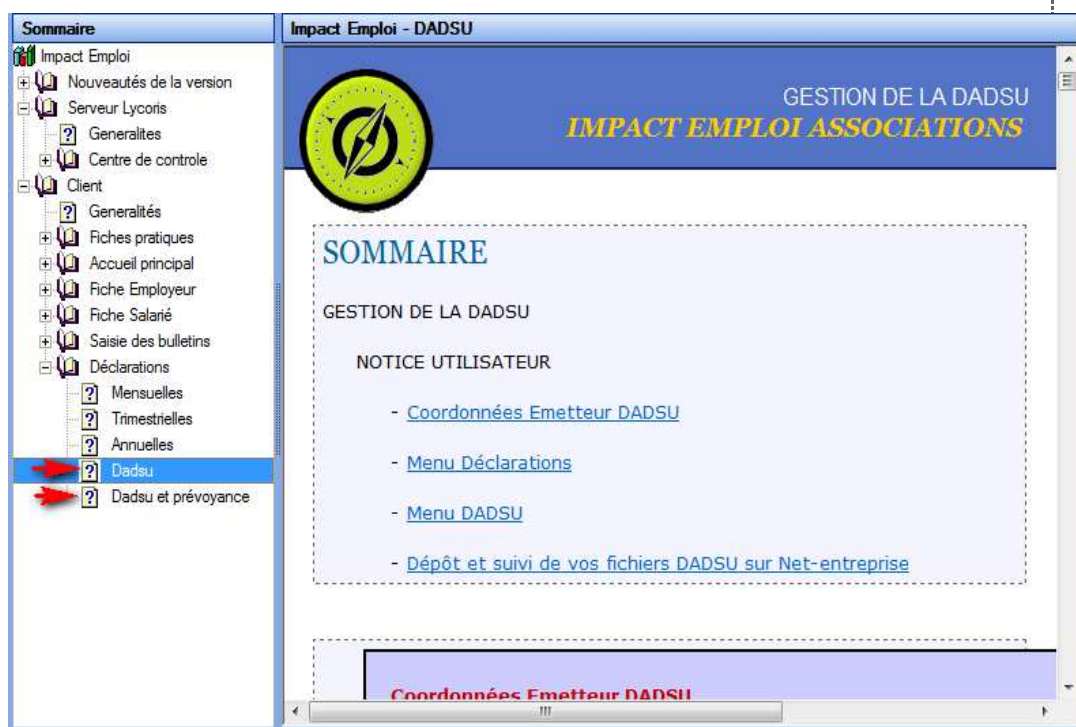 Sommaire
Impact Emploi
Nouveautés de la version
Serveur Lycoris
Generalites
Centre de controle
Client
Generalités
Fiches pratiques
Accueil principal
Fiche Employeur
Fiche Salarié
Saisie des bulletins
Déclarations
Mensuelles
Trimestrielles
Annuelles
Dadsu
Dadsu et prévoyance
Impact Emploi - DADSU
GESTION DE LA DADSU
IMPACT EMPLOI ASSOCIATIONS
SOMMAIRE
GESTION DE LA DADSU
NOTICE UTILISATEUR
- Coordonnées Emetteur DADSU
- Menu Déclarations
- Menu DADSU
- Dépôt et suivi de vos fichiers DADSU sur Net-entreprise
Coordonnées Emetteur DADSU